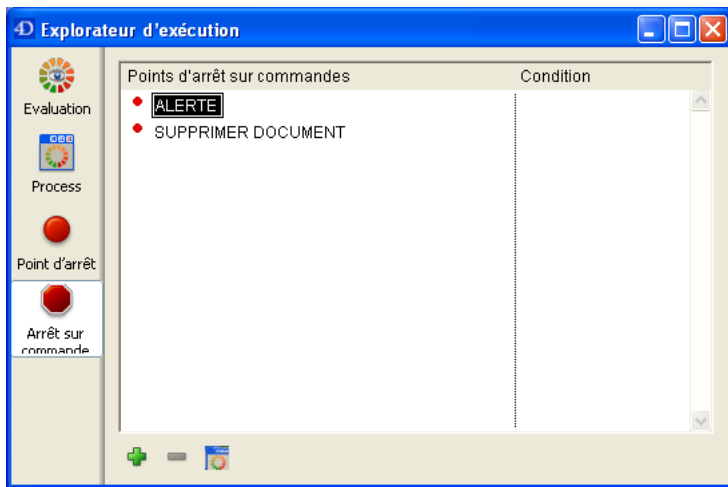 4D Explorateur d'exécution
Evaluation
Process
Point d'arrêt
Arrêt sur
commande
Points d'arrêt sur commandes Condition
ALERTE
SUPPRIMER DOCUMENT